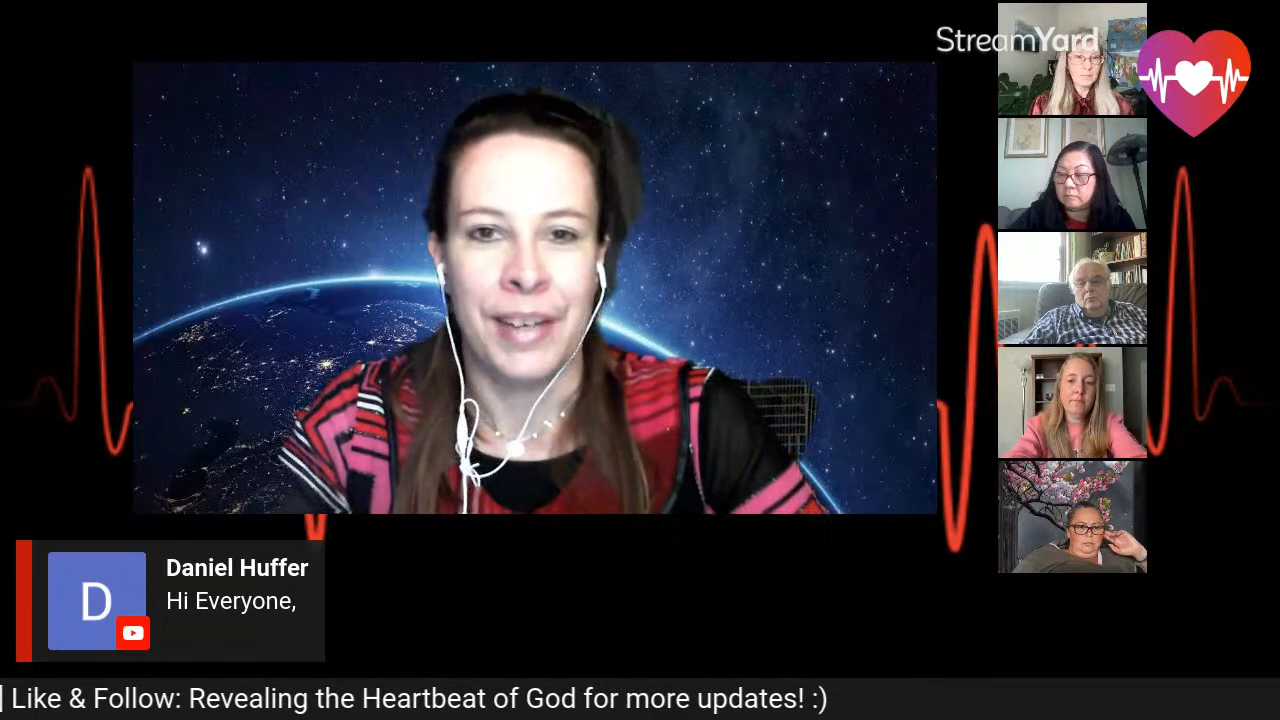 StreamYard
D
Daniel Huffer
Hi Everyone,
| Like & Follow: Revealing the Heartbeat of God for more updates! :)